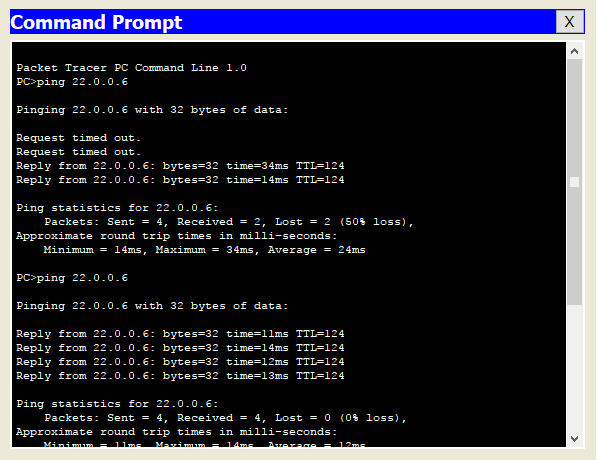 Command Prompt
X
Packet Tracer PC Command Line 1.0
PC>ping 22.0.0.6
Pinging 22.0.0.6 with 32 bytes of data:
Request timed out.
Request timed out.
Reply from 22.0.0.6: bytes=32 time=34ms TTL=124
Reply from 22.0.0.6: bytes=32 time=14ms TTL=124
Ping statistics for 22.0.0.6:
Packets: Sent = 4, Received = 2, Lost = 2 (50% loss),
Approximate round trip times in milli-seconds:
Minimum = 14ms, Maximum = 34ms, Average = 24ms
PC>ping 22.0.0.6
Pinging 22.0.0.6 with 32 bytes of data:
Reply from 22.0.0.6: bytes=32 time=11ms TTL=124
Reply from 22.0.0.6: bytes=32 time=14ms TTL=124
Reply from 22.0.0.6: bytes=32 time=12ms TTL=124
Reply from 22.0.0.6: bytes=32 time=13ms TTL=124
Ping statistics for 22.0.0.6:
Packets: Sent = 4, Received = 4, Lost = 0 (0% loss),
Approximate round trip times in milli-seconds:
Minimum = 11ms, Maximum = 14ms, Average = 12ms